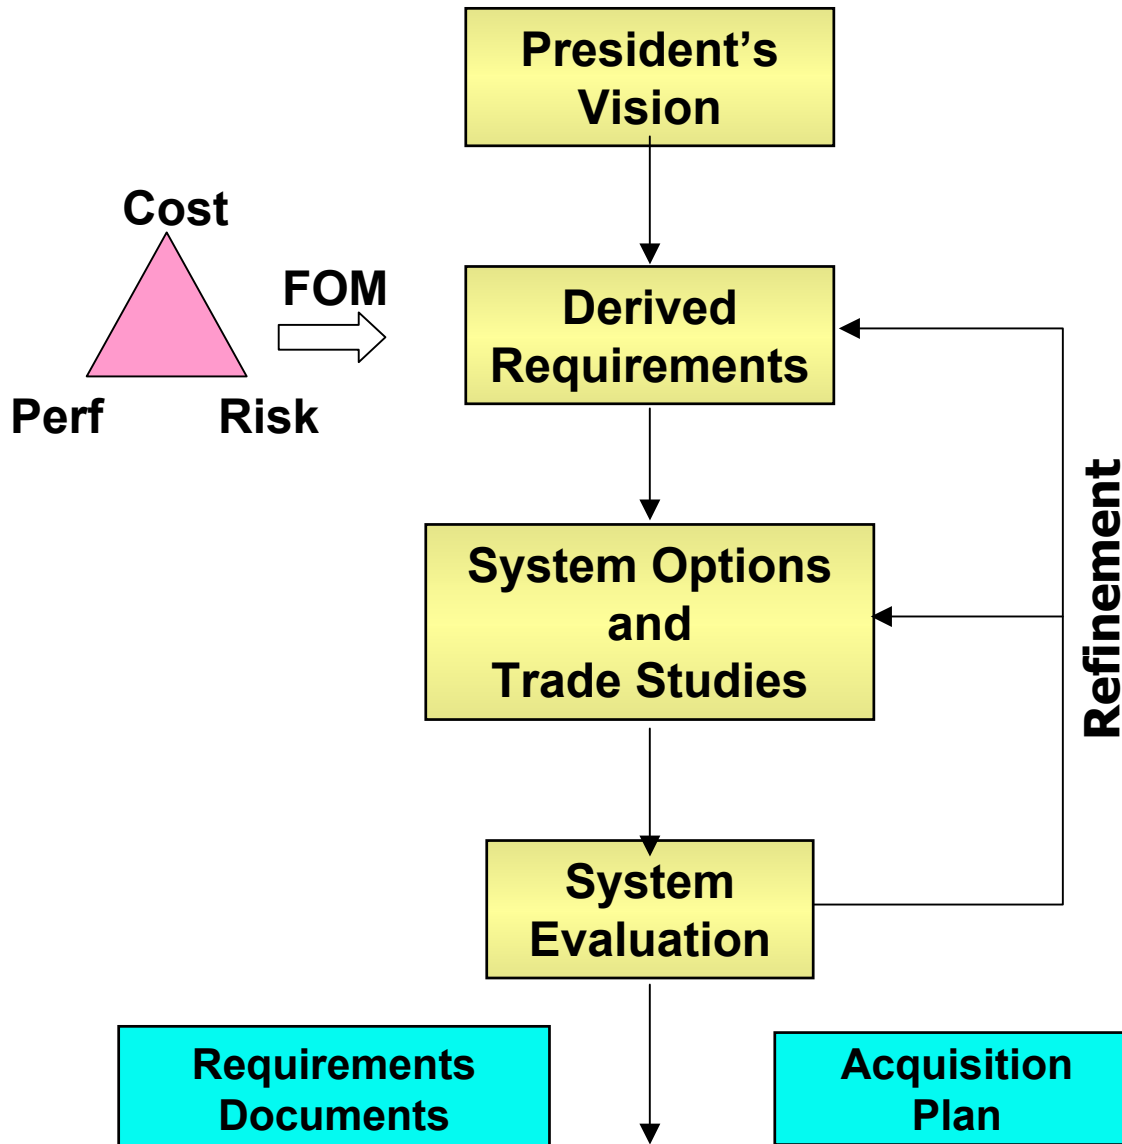 President’s
Vision
Cost
FOM
Perf
Risk
Derived
Requirements
System Options
and
Trade Studies
Refinement
System
Evaluation
Requirements
Documents
Acquisition
Plan